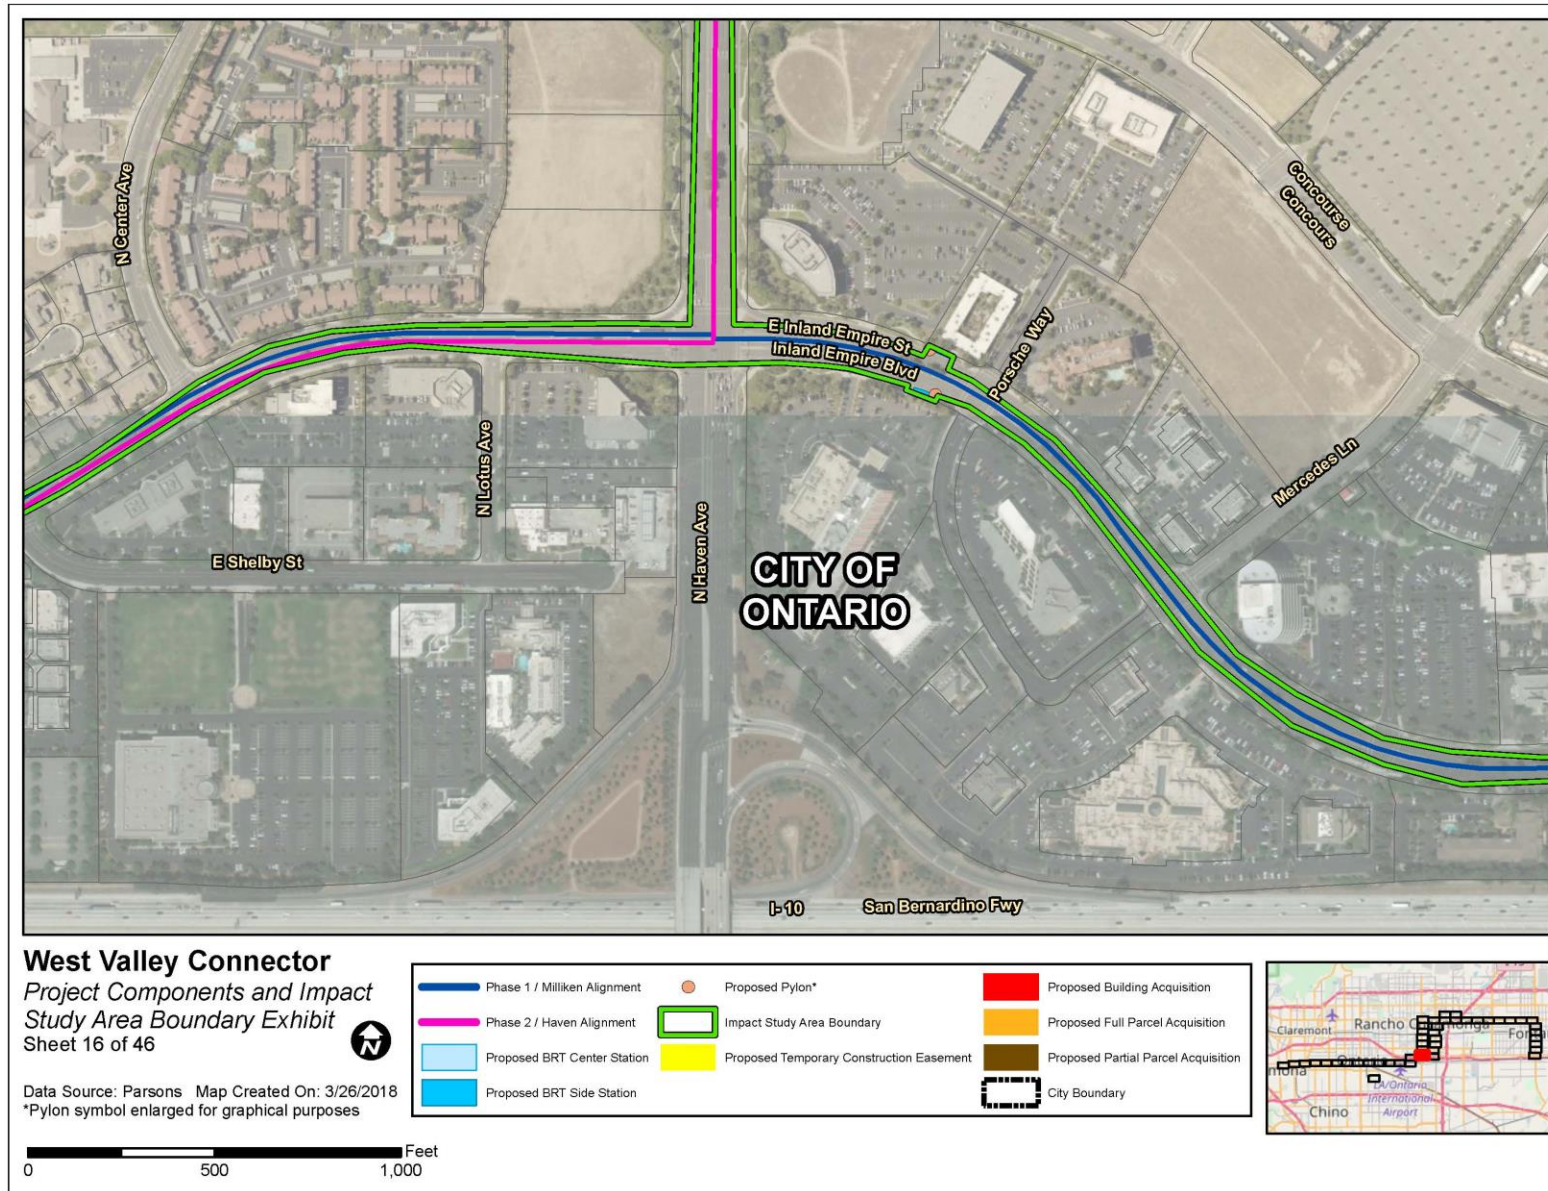 N Center Ave
Concourse
Concours
E Inland Empire St
Inland Empire Blvd
Porsche Way
N Lotus Ave
Mercedes Ln
E Shelby St
N Haven Ave
CITY OF
ONTARIO
I- 10
San Bernardino Fwy
West Valley Connector
Project Components and Impact
Study Area Boundary Exhibit
Sheet 16 of 46
N
Data Source: Parsons Map Created On: 3/26/2018
*Pylon symbol enlarged for graphical purposes
0
500
1,000
Feet
Phase 1 / Milliken Alignment
Phase 2 / Haven Alignment
Proposed BRT Center Station
Proposed BRT Side Station
Proposed Pylon*
Impact Study Area Boundary
Proposed Temporary Construction Easement
Proposed Building Acquisition
Proposed Full Parcel Acquisition
Proposed Partial Parcel Acquisition
City Boundary
Claremont
Chino
LA/Ontario
International
Airport